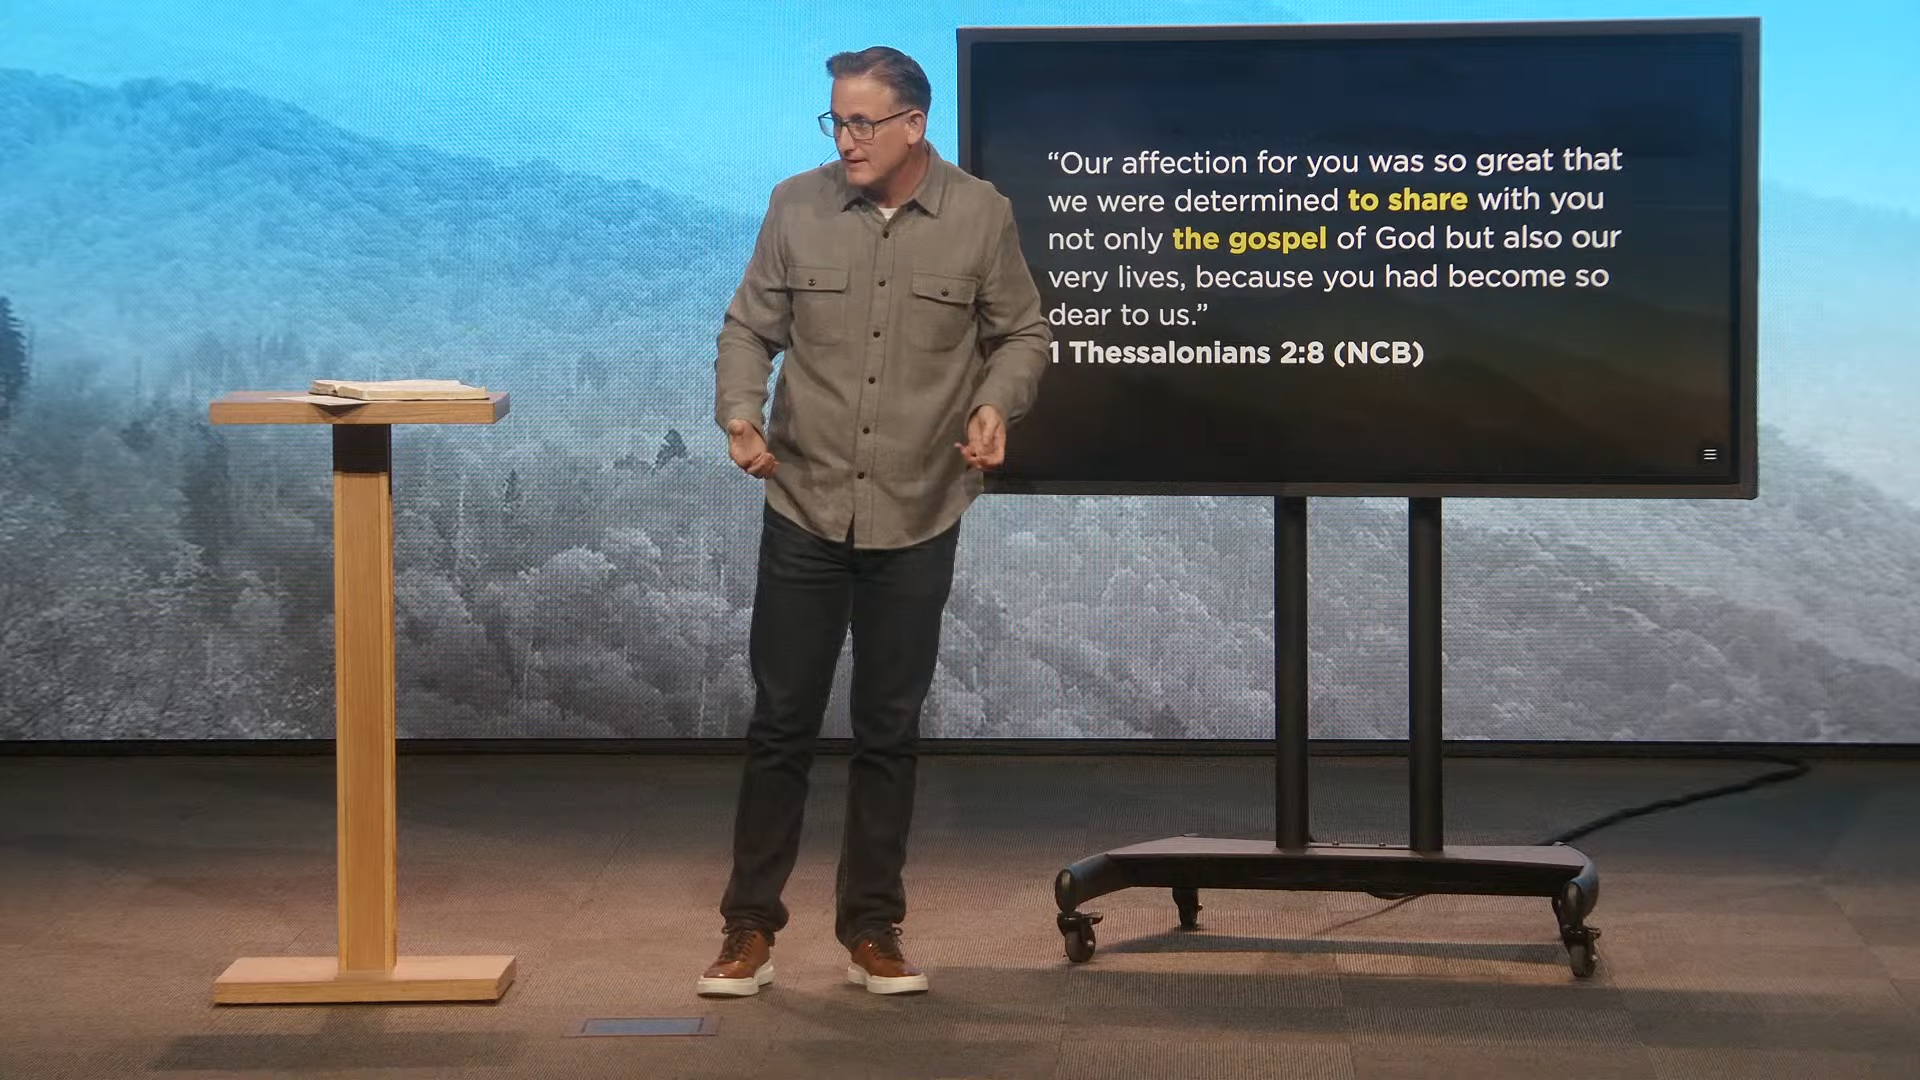 “Our affection for you was so great that
we were determined to share with you
not only the gospel of God but also our
very lives, because you had become so
dear to us.”
1 Thessalonians 2:8 (NCB)